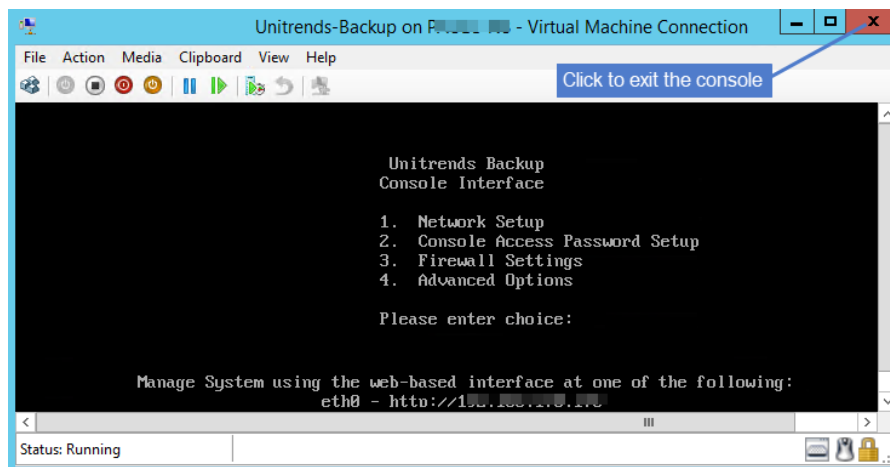 Unitrends-Backup on - Virtual Machine Connection
File Action Media Clipboard View Help
Click to exit the console
Unitrends Backup
Console Interface
1. Network Setup
2. Console Access Password Setup
3. Firewall Settings
4. Advanced Options
Please enter choice:
Manage System using the web-based interface at one of the following:
eth0 -
Status: Running